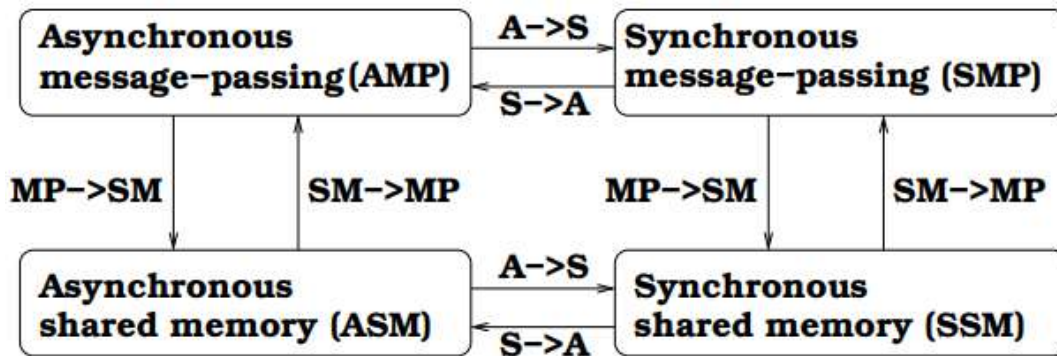 Asynchronous
message-passing (AMP)
A->S
S->A
Synchronous
message-passing (SMP)
MP->SM
SM->MP
MP->SM
SM->MP
Asynchronous
shared memory (ASM)
A->S
S->A
Synchronous
shared memory (SSM)